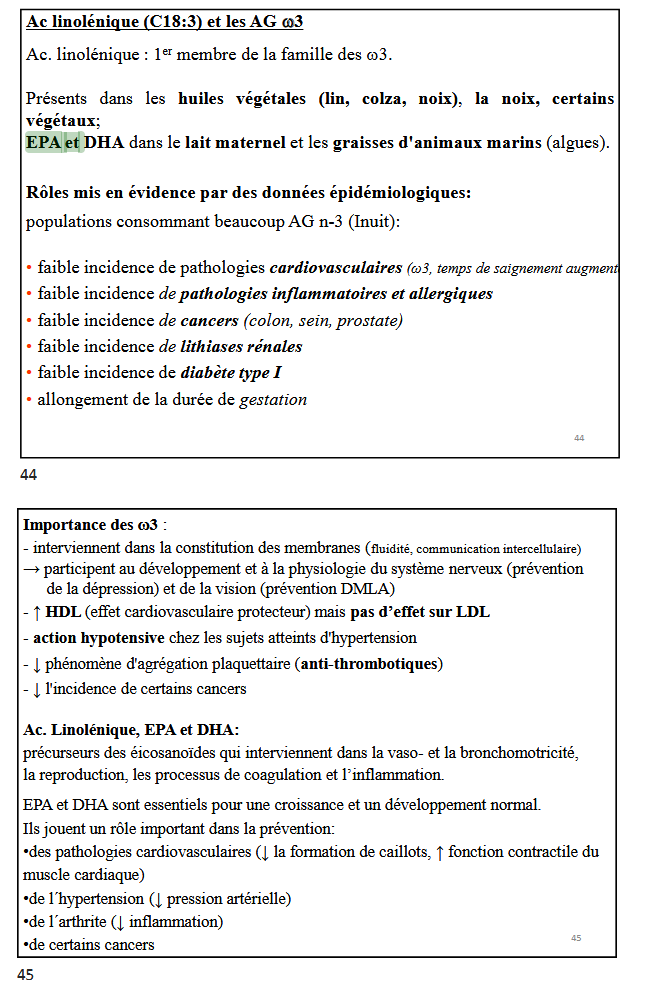 Ac linolénique (C18:3) et les AG ω3
Ac. linolénique : 1er membre de la famille des ω3.
Présents dans les huiles végétales (lin, colza, noix), la noix, certains
végétaux;
EPA et DHA dans le lait maternel et les graisses d'animaux marins (algues).
Rôles mis en évidence par des données épidémiologiques:
populations consommant beaucoup AG n-3 (Inuit):
• faible incidence de pathologies cardiovasculaires (ω3, temps de saignement augment
• faible incidence de pathologies inflammatoires et allergiques
• faible incidence de cancers (colon, sein, prostate)
• faible incidence de lithiases rénales
• faible incidence de diabète type I
• allongement de la durée de gestation
44
44
Importance des ω3 :
- interviennent dans la constitution des membranes (fluidité, communication intercellulaire)
→ participent au développement et à la physiologie du système nerveux (prévention
de la dépression) et de la vision (prévention DMLA)
- ↑ HDL (effet cardiovasculaire protecteur) mais pas d’effet sur LDL
- action hypotensive chez les sujets atteints d'hypertension
- ↓ phénomène d'agrégation plaquettaire (anti-thrombotiques)
- ↓ l'incidence de certains cancers
Ac. Linolénique, EPA et DHA:
précurseurs des éicosanoïdes qui interviennent dans la vaso- et la bronchomotricité,
la reproduction, les processus de coagulation et l’inflammation.
EPA et DHA sont essentiels pour une croissance et un développement normal.
Ils jouent un rôle important dans la prévention:
•des pathologies cardiovasculaires (↓ la formation de caillots, ↑ fonction contractile du
muscle cardiaque)
•de l´hypertension (↓ pression artérielle)
•de l´arthrite (↓ inflammation)
•de certains cancers
45
45